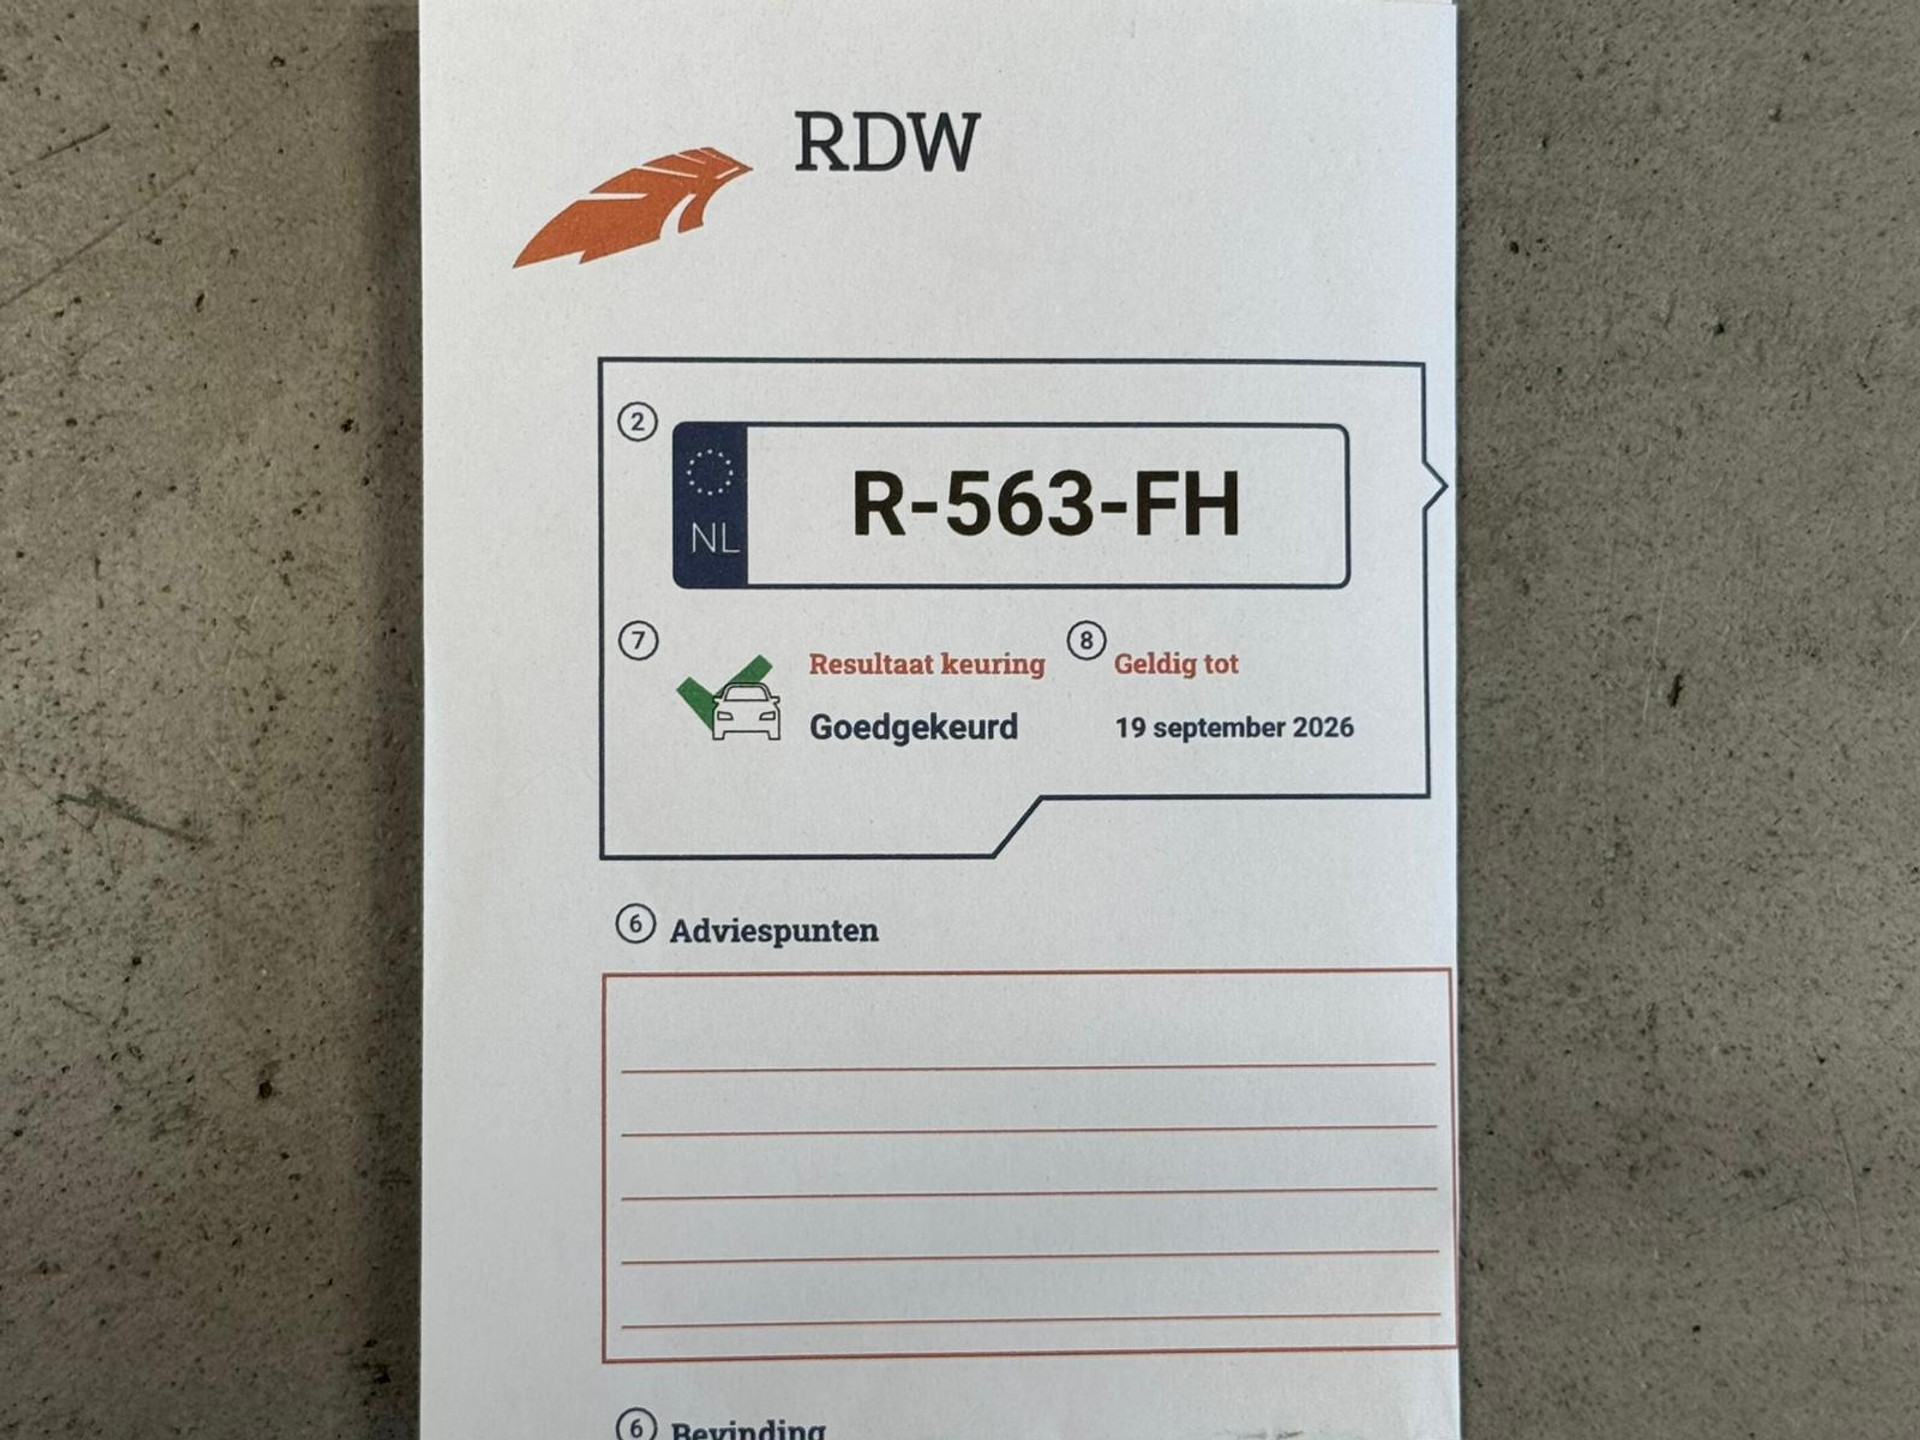 RDW
2
NL
R-563-FH
7
Resultaat keuring
8
Geldig tot
Goedgekeurd
19 september 2026
6 Adviespunten
6 Bevinding